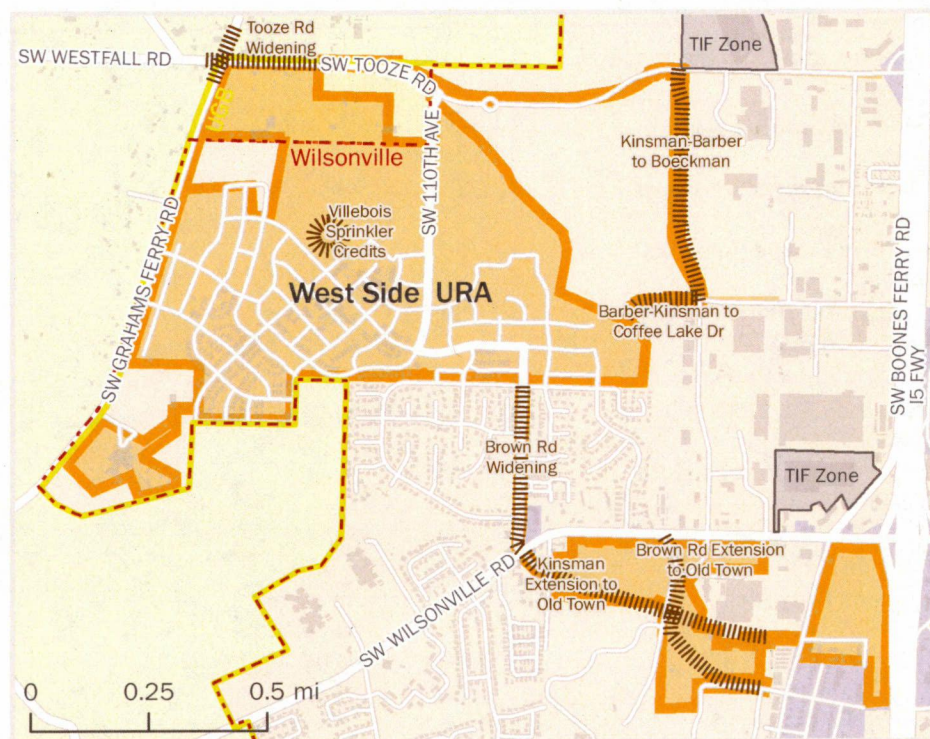 Tooze Rd
Widening
SW WESTFALL RD
SW TOOZE RD
TIF Zone
UGB
Wilsonville
SW 110TH AVE
Kinsman-Barber
to Boeckman
Villebois
Sprinkler
Credits
SW GRAHAMS FERRY RD
West Side URA
Barber-Kinsman to
Coffee Lake Dr
SW BOONES FERRY RD
I5 FWY
Brown Rd
Widening
TIF Zone
Brown Rd Extension
to Old Town
Kinsman
Extension to
Old Town
SW WILSONVILLE RD
0 0.25 0.5 mi